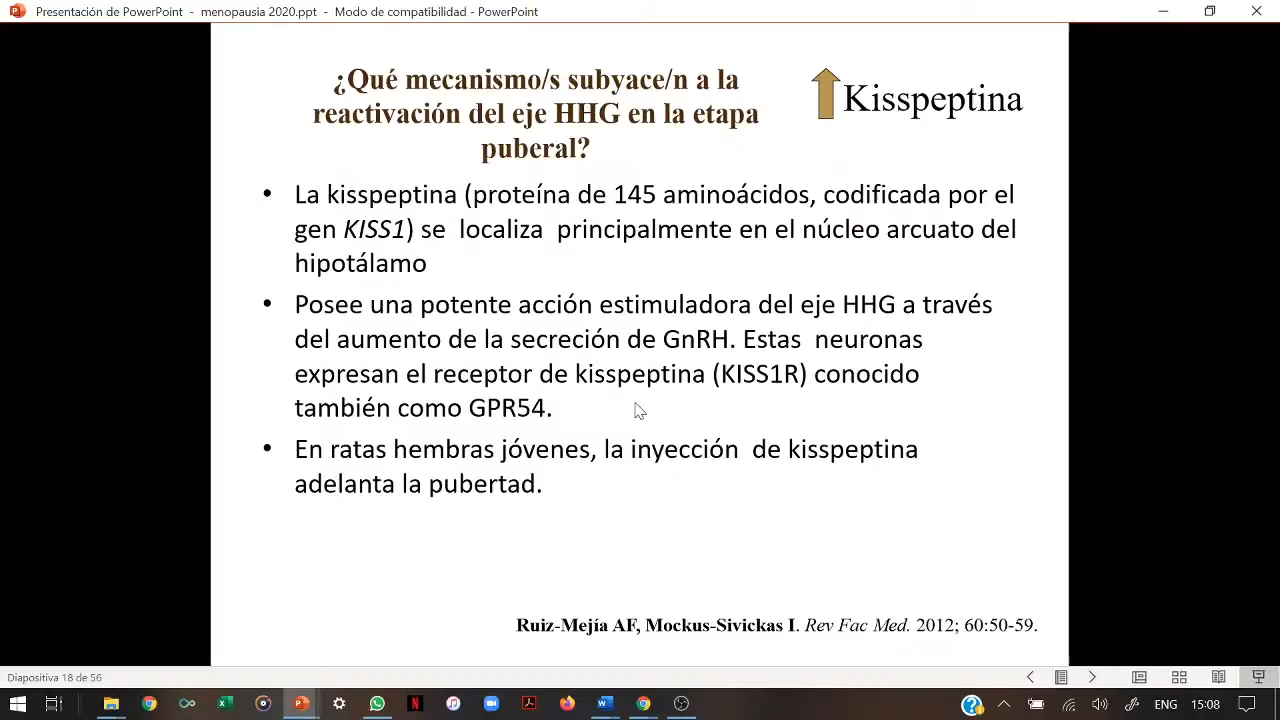 Presentación de PowerPoint - menopausia 2020.ppt - Modo de compatibilidad - PowerPoint
¿Qué mecanismo/s subyace/n a la
reactivación del eje HHG en la etapa
puberal?
Kisspeptina
• La kisspeptina (proteína de 145 aminoácidos, codificada por el
gen KISS1) se localiza principalmente en el núcleo arcuato del
hipotálamo
• Posee una potente acción estimuladora del eje HHG a través
del aumento de la secreción de GnRH. Estas neuronas
expresan el receptor de kisspeptina (KISS1R) conocido
también como GPR54.
• En ratas hembras jóvenes, la inyección de kisspeptina
adelanta la pubertad.
Ruiz-Mejía AF, Mockus-Sivickas I. Rev Fac Med. 2012; 60:50-59.
Diapositiva 18 de 56
ENG 15:08